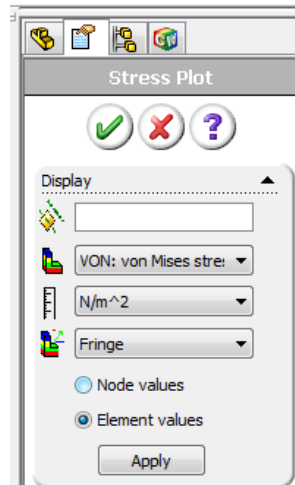 Stress Plot
?
Display
VON: von Mises stre:
N/m^2
Fringe
Node values
Element values
Apply